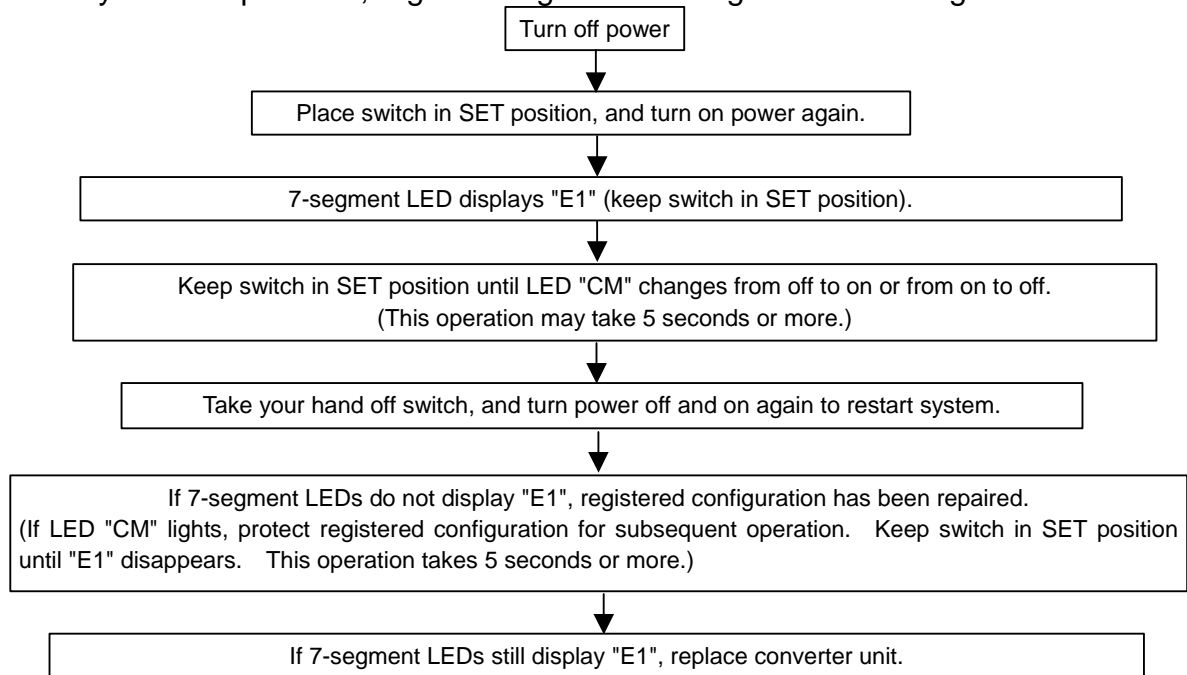 Turn off power
Place switch in SET position, and turn on power again.
7-segment LED displays "E1" (keep switch in SET position).
Keep switch in SET position until LED "CM" changes from off to on or from on to off.
(This operation may take 5 seconds or more.)
Take your hand off switch, and turn power off and on again to restart system.
If 7-segment LEDs do not display "E1", registered configuration has been repaired.
(If LED "CM" lights, protect registered configuration for subsequent operation. Keep switch in SET position
until "E1" disappears. This operation takes 5 seconds or more.)
If 7-segment LEDs still display "E1", replace converter unit.